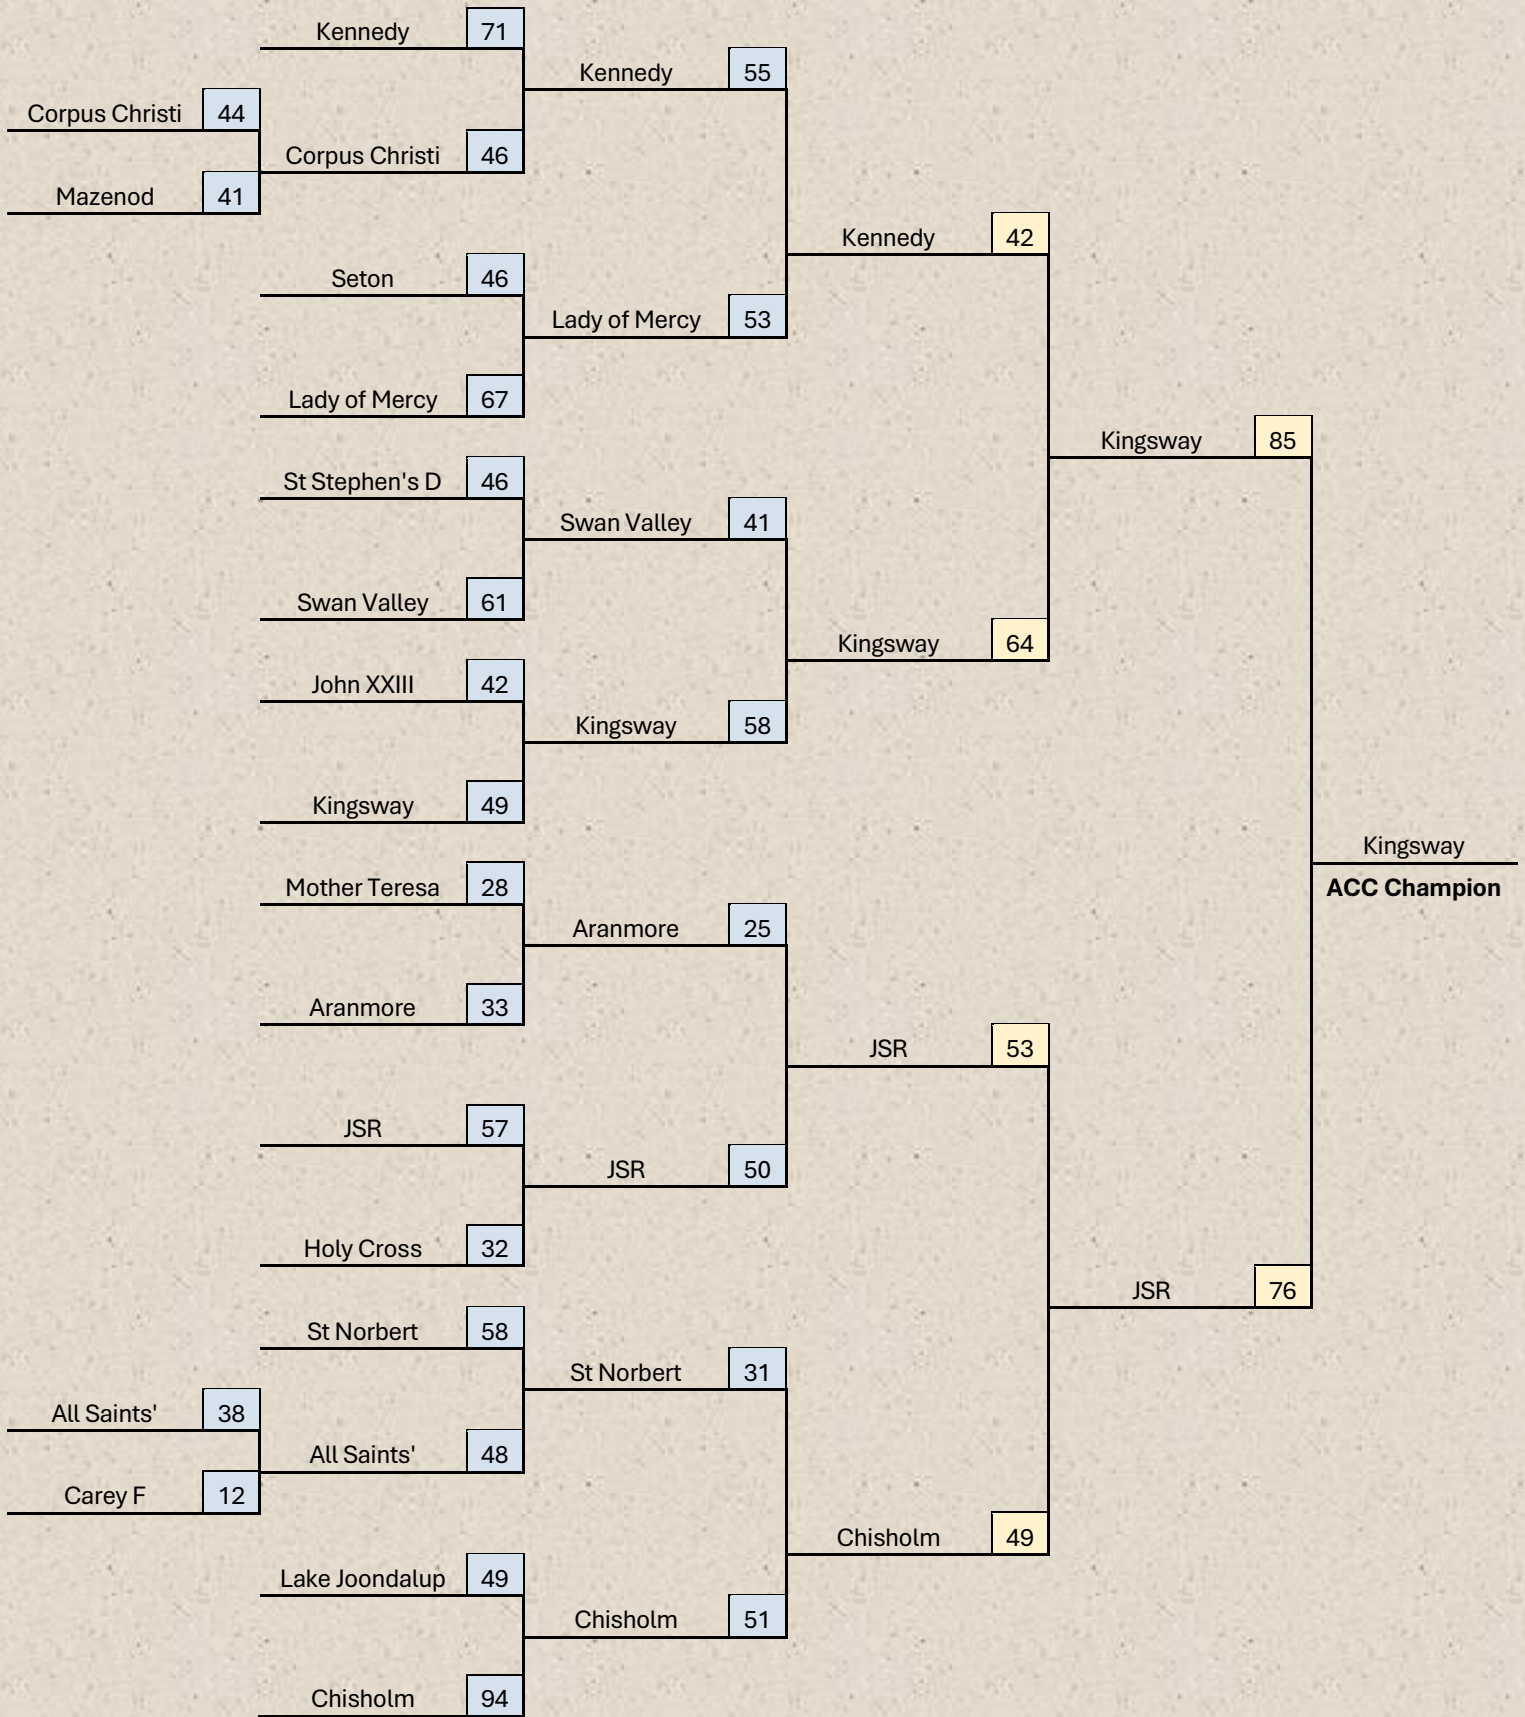 Kennedy 71
Kennedy 55
Corpus Christi 44
Corpus Christi 46
Mazenod 41
Kennedy 42
Seton 46
Lady of Mercy 53
Lady of Mercy 67
Kingsway 85
St Stephen's D 46
Swan Valley 41
Swan Valley 61
Kingsway 64
John XXIII 42
Kingsway 58
Kingsway 49
Kingsway
ACC Champion
Mother Teresa 28
Aranmore 25
Aranmore 33
JSR 53
JSR 57
JSR 50
Holy Cross 32
JSR 76
St Norbert 58
St Norbert 31
All Saints' 38
All Saints' 48
Carey F 12
Chisholm 49
Lake Joondalup 49
Chisholm 51
Chisholm 94